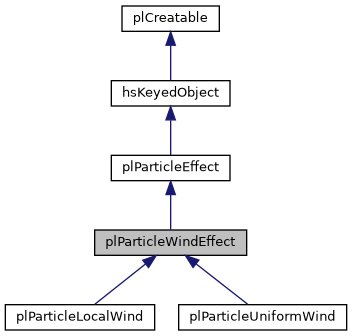 plCreatable
hsKeyedObject
plParticleEffect
plParticleWindEffect
plParticleLocalWind
plParticleUniformWind